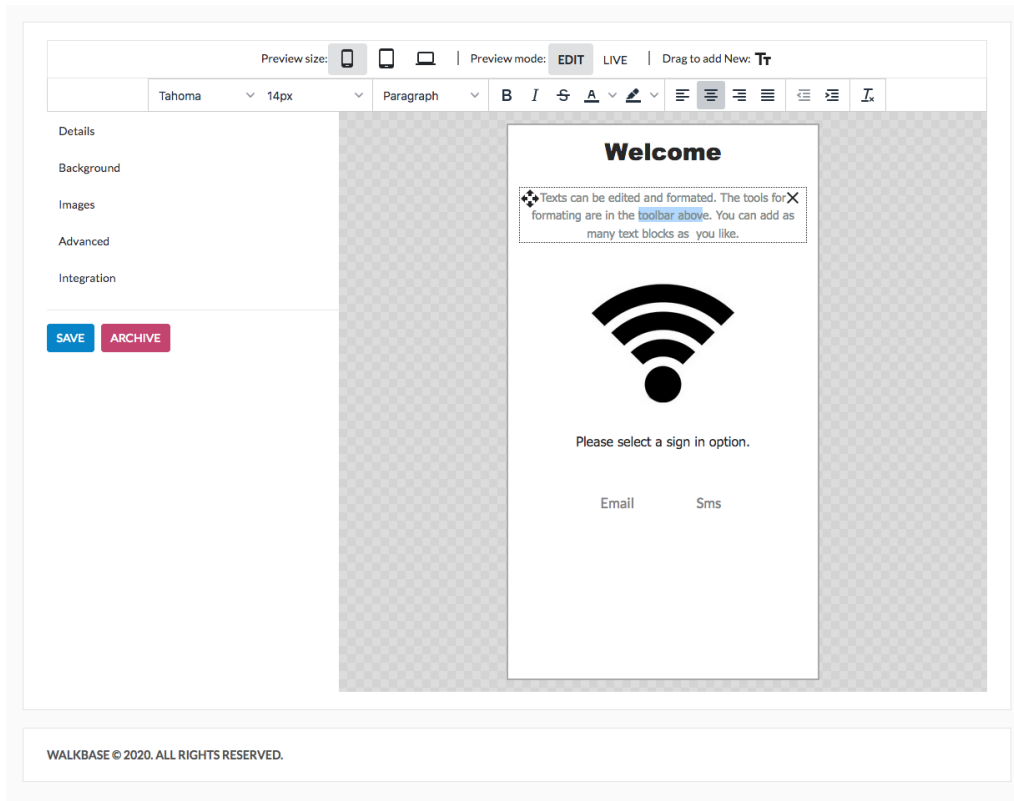 Preview size: Preview mode: EDIT LIVE Drag to add New: TT
Tahoma 14px Paragraph B I S A Ix
Details
Background
Images
Advanced
Integration
SAVE ARCHIVE
Welcome
Texts can be edited and formated. The tools for
formating are in the toolbar above. You can add as
many text blocks as you like.
Please select a sign in option.
Email Sms
WALKBASE © 2020. ALL RIGHTS RESERVED.